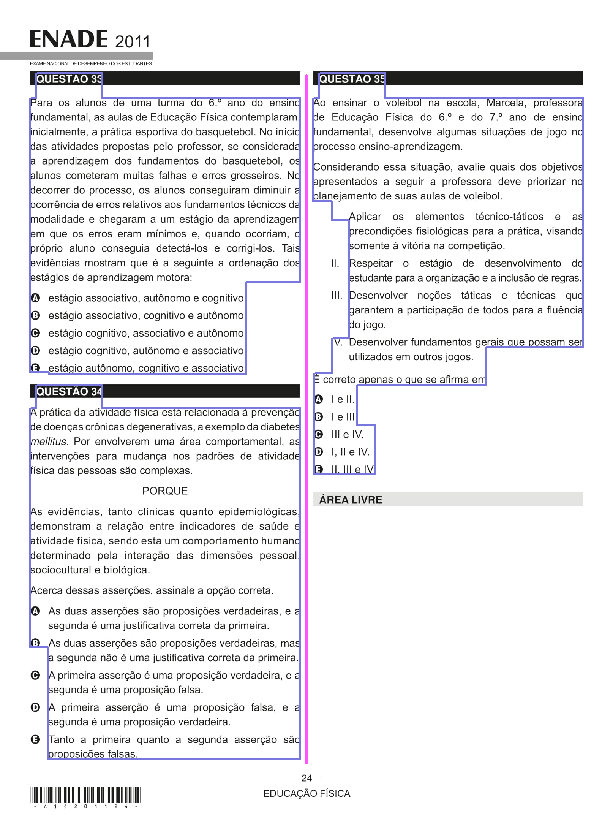 ENADE 2011
EXAME NACIONAL DE DESEMPENHO DOS ESTUDANTES
QUESTÃO 33
Para os alunos de uma turma do 6.º ano do ensino
fundamental, as aulas de Educação Física contemplaram,
inicialmente, a prática esportiva do basquetebol. No início
das atividades propostas pelo professor, se considerada
a aprendizagem dos fundamentos do basquetebol, os
alunos cometeram muitas falhas e erros grosseiros. No
decorrer do processo, os alunos conseguiram diminuir a
ocorrência de erros relativos aos fundamentos técnicos da
modalidade e chegaram a um estágio da aprendizagem
em que os erros eram mínimos e, quando ocorriam, o
próprio aluno conseguia detectá-los e corrigi-los. Tais
evidências mostram que é a seguinte a ordenação dos
estágios de aprendizagem motora:
A estágio associativo, autônomo e cognitivo
B estágio associativo, cognitivo e autônomo
C estágio cognitivo, associativo e autônomo
D estágio cognitivo, autônomo e associativo
E estágio autônomo, cognitivo e associativo
QUESTÃO 34
A prática da atividade física está relacionada à prevenção
de doenças crônicas degenerativas, a exemplo da diabetes
mellitus. Por envolverem uma área comportamental, as
intervenções para mudança nos padrões de atividade
física das pessoas são complexas.
PORQUE
As evidências, tanto clínicas quanto epidemiológicas,
demonstram a relação entre indicadores de saúde e
atividade física, sendo esta um comportamento humano
determinado pela interação das dimensões pessoal,
sociocultural e biológica.
Acerca dessas asserções, assinale a opção correta.
A As duas asserções são proposições verdadeiras, e a
segunda é uma justificativa correta da primeira.
B As duas asserções são proposições verdadeiras, mas
a segunda não é uma justificativa correta da primeira.
C A primeira asserção é uma proposição verdadeira, e a
segunda é uma proposição falsa.
D A primeira asserção é uma proposição falsa, e a
segunda é uma proposição verdadeira.
E Tanto a primeira quanto a segunda asserção são
proposições falsas.
QUESTÃO 35
Ao ensinar o voleibol na escola, Marcela, professora
de Educação Física do 6.º e do 7.º ano de ensino
fundamental, desenvolve algumas situações de jogo no
processo ensino-aprendizagem.
Considerando essa situação, avalie quais dos objetivos
apresentados a seguir a professora deve priorizar no
planejamento de suas aulas de voleibol.
Aplicar os elementos técnico-táticos e as
precondições fisiológicas para a prática, visando
somente à vitória na competição.
II. Respeitar o estágio de desenvolvimento do
estudante para a organização e a inclusão de regras.
III. Desenvolver noções táticas e técnicas que
garantem a participação de todos para a fluência
do jogo.
IV. Desenvolver fundamentos gerais que possam ser
utilizados em outros jogos.
É correto apenas o que se afirma em
A I e II.
B I e III.
C III e IV.
D I, II e IV.
E II, III e IV.
ÁREA LIVRE
24
EDUCAÇÃO FÍSICA